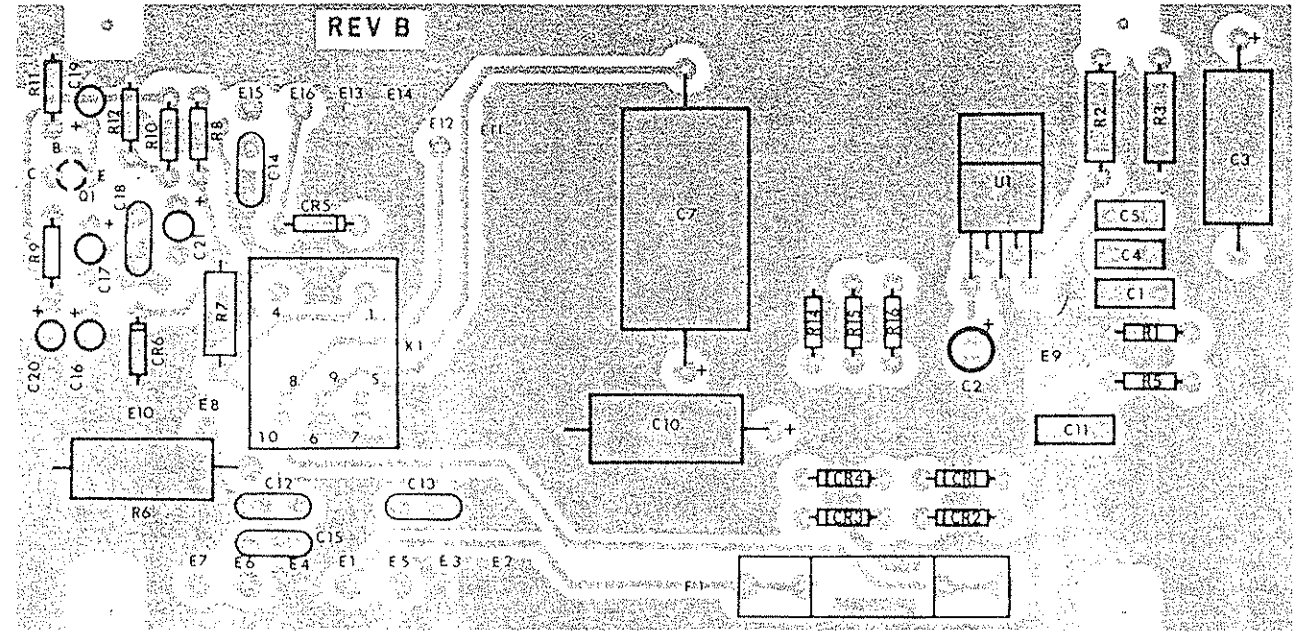 REV B
R11
C19
+
R12
R10
R8
E15
E16
E13
E14
E12
E11
+
R2
R3
C3
B
C
E
Q1
C18
+
C14
U1
C7
C21
CR5
C5
R9
+
C17
C4
R7
C1
4
1
+
+
R14
R15
R16
+
R1
X1
CR6
C20
C16
8
9
5
+
C2
E9
R5
E10
E8
10
6
7
C10
+
C11
R6
C12
C13
CR4
CR1
C15
CR3
CR2
E7
E6
E4
E1
E5
E3
E2
F1